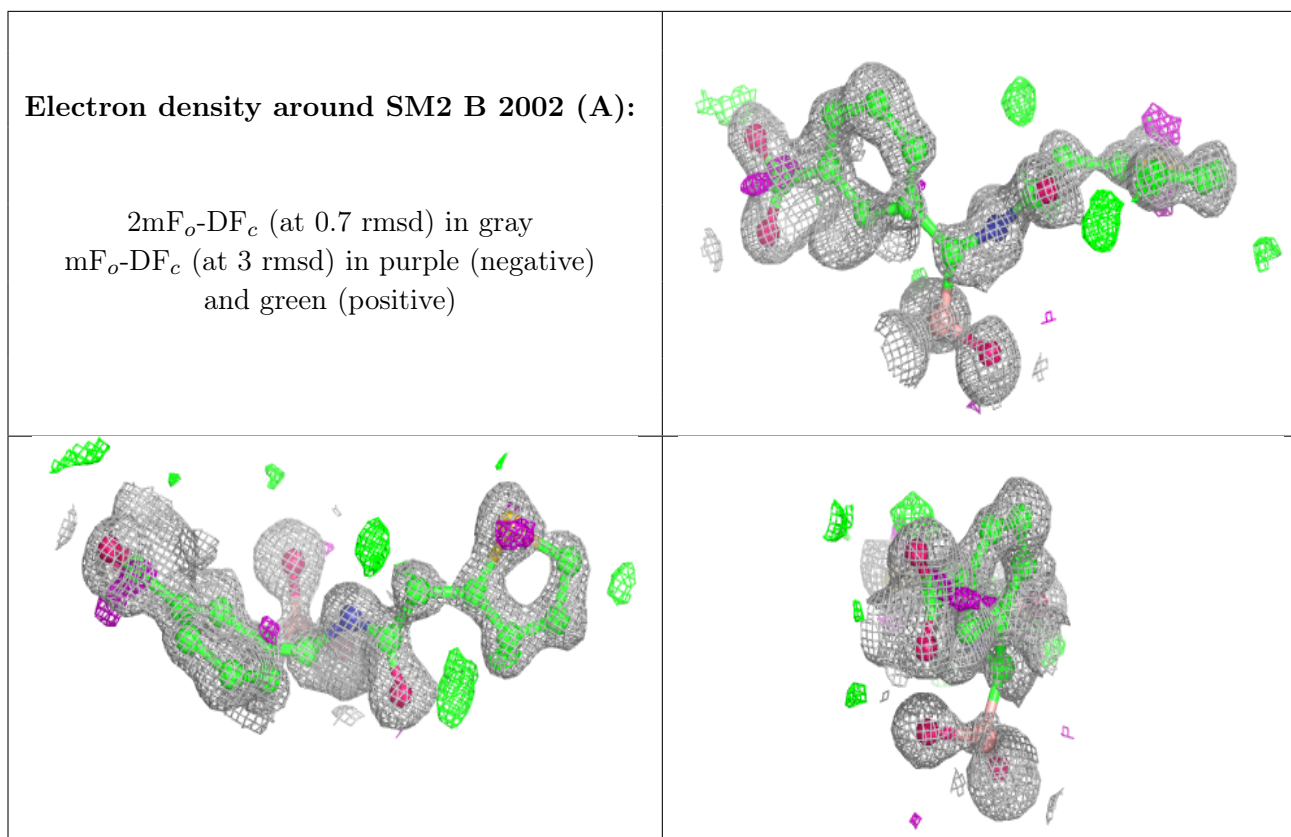 Electron density around SM2 B 2002 (A):
2mFo-DFc (at 0.7 rmsd) in gray
mFo-DFc (at 3 rmsd) in purple (negative)
and green (positive)